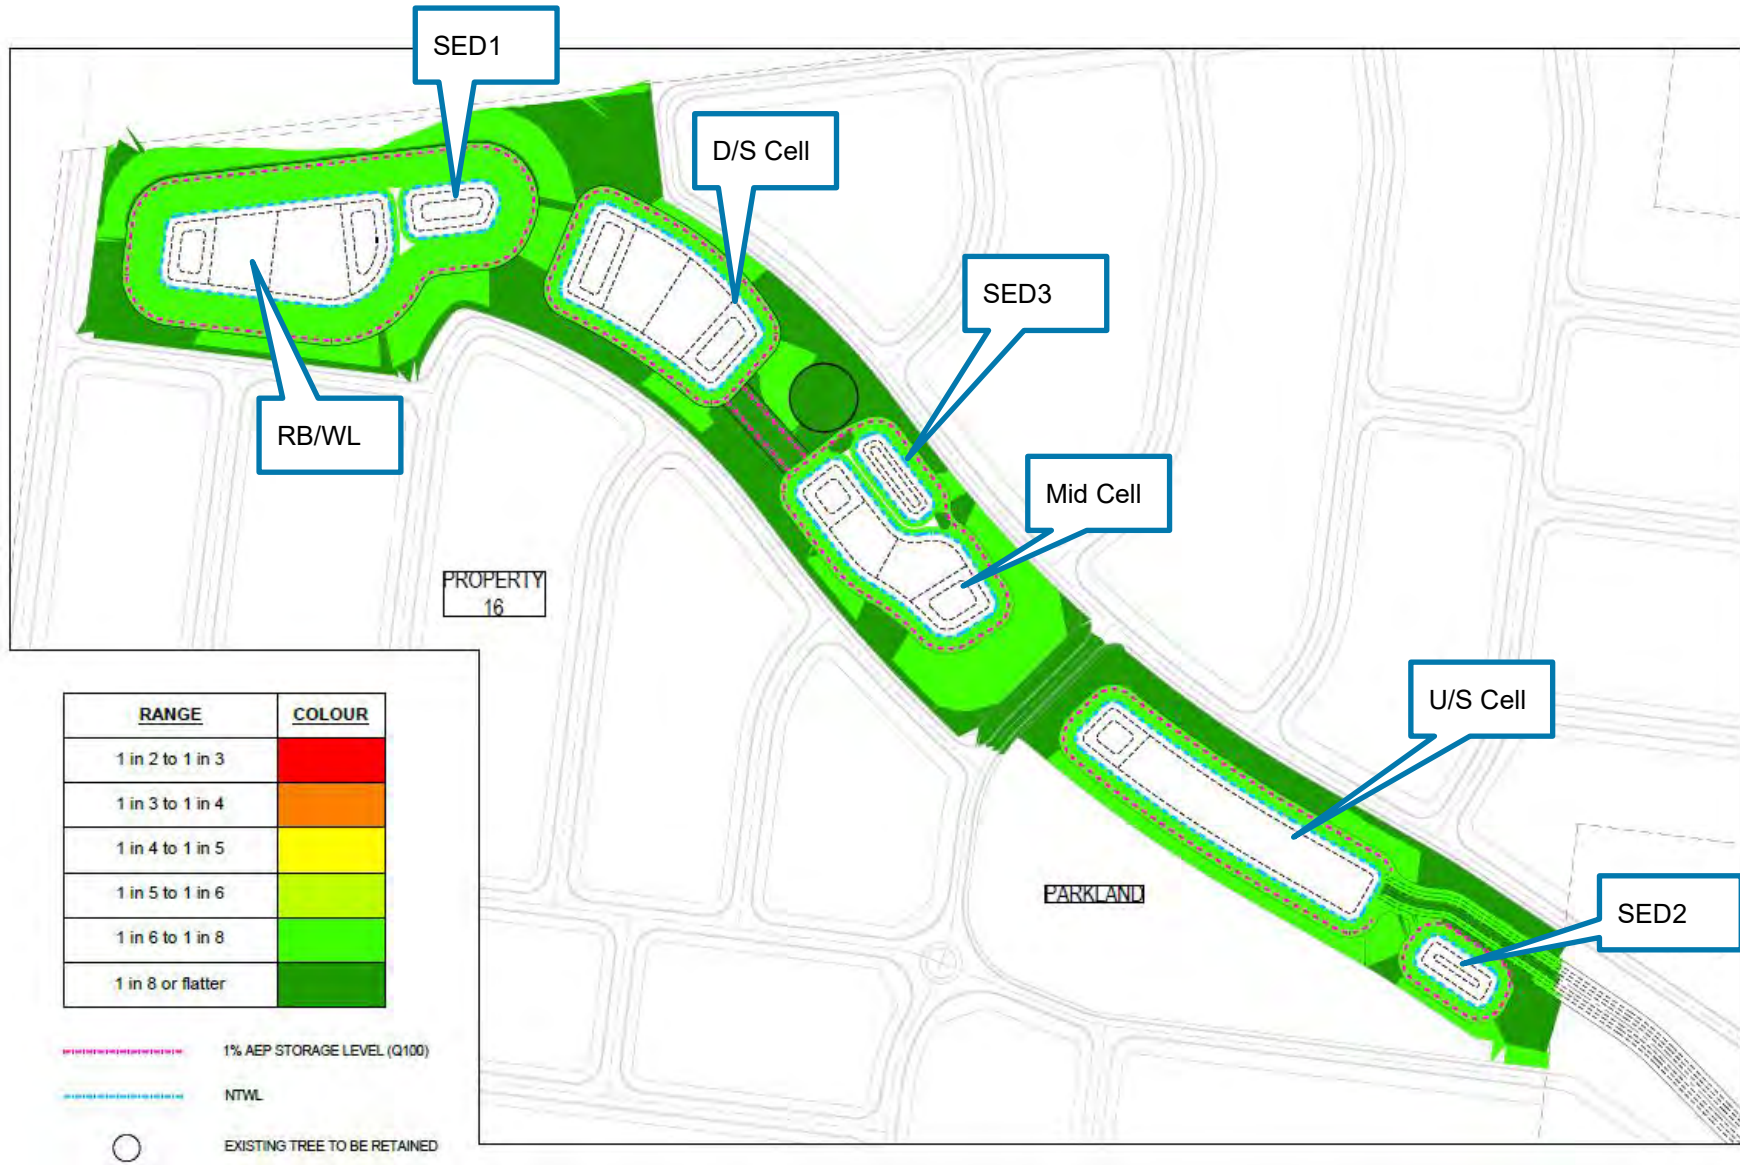 SED1
D/S Cell
SED3
RB/WL
Mid Cell
PROPERTY
16
U/S Cell
PARKLAND
SED2
RANGE COLOUR
1 in 2 to 1 in 3
1 in 3 to 1 in 4
1 in 4 to 1 in 5
1 in 5 to 1 in 6
1 in 6 to 1 in 8
1 in 8 or flatter
1% AEP STORAGE LEVEL (Q100)
NTWL
EXISTING TREE TO BE RETAINED